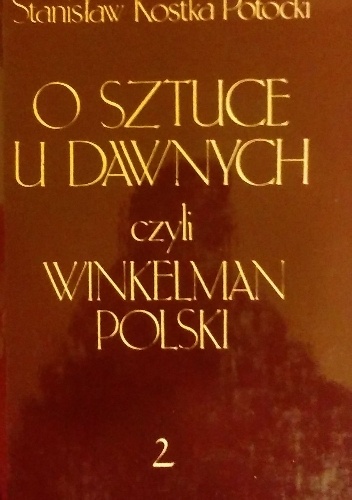 Stanisław Kostka Potocki
O SZTUCE
U DAWNYCH
czyli
WINKELMAN
POLSKI
2